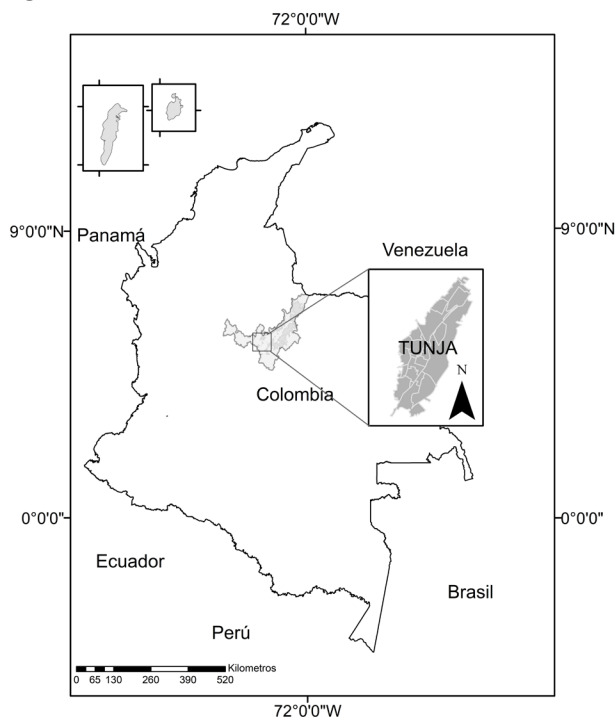 72°0'0"W
9°0'0"N
Panamá
9°0'0"N
Venezuela
TUNJA
N
Colombia
0°0'0"
0°0'0"
Ecuador
Brasil
Perú
Kilometros
0 65 130 260 390 520
72°0'0"W